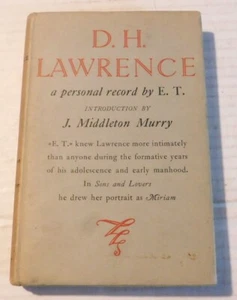 D. H.
LAWRENCE
a personal record by E. T.
INTRODUCTION BY
J. Middleton Murry
«E. T.» knew Lawrence more intimately
than anyone during the formative years
of his adolescence and early manhood.
In Sons and Lovers
he drew her portrait as «Miriam